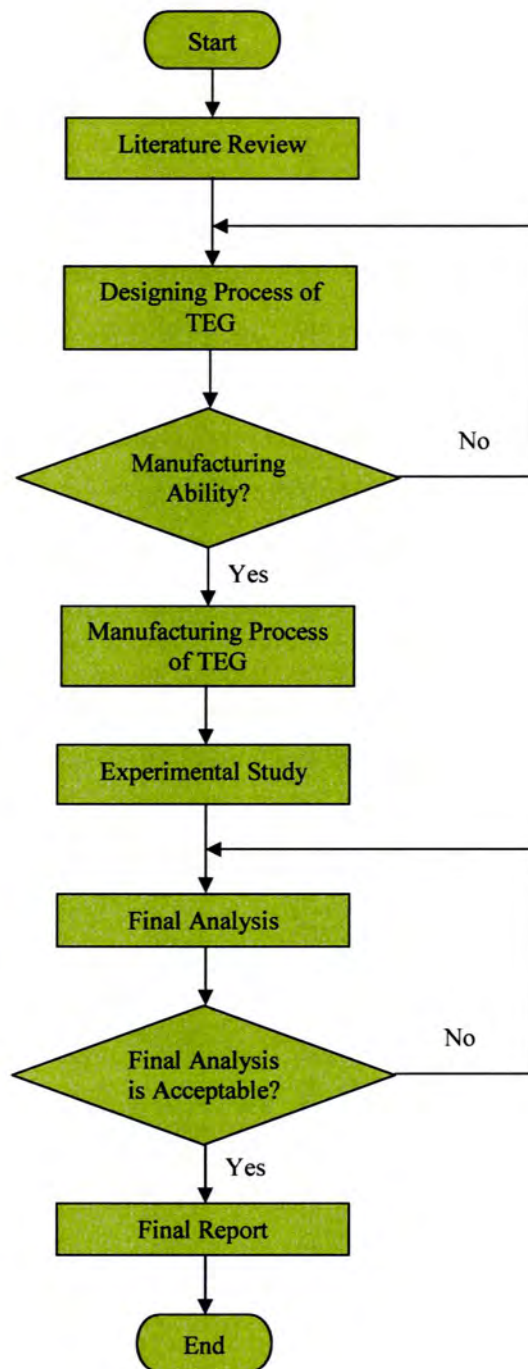 Start
Literature Review
Designing Process of
TEG
Manufacturing
Ability?
No
Yes
Manufacturing Process
of TEG
Experimental Study
Final Analysis
Final Analysis
is Acceptable?
No
Yes
Final Report
End